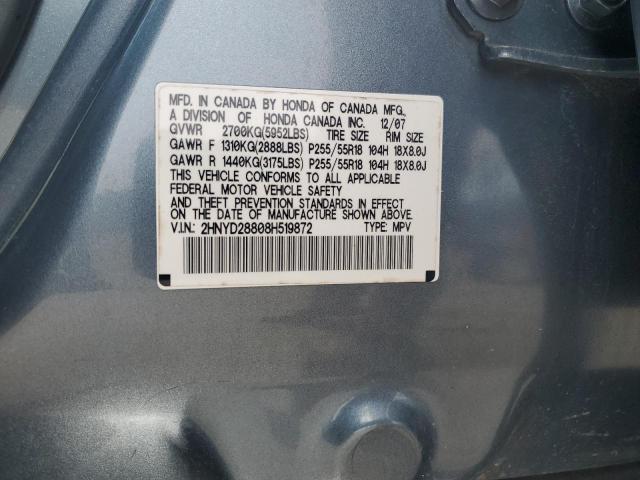 MFD. IN CANADA BY HONDA OF CANADA MFG.,
A DIVISION OF HONDA CANADA INC. 12/07
GVWR 2700KG(5952LBS) TIRE SIZE RIM SIZE
GAWR F 1310KG(2888LBS) P255/55R18 104H 18X8.0J
GAWR R 1440KG(3175LBS) P255/55R18 104H 18X8.0J
THIS VEHICLE CONFORMS TO ALL APPLICABLE
FEDERAL MOTOR VEHICLE SAFETY
AND THEFT PREVENTION STANDARDS IN EFFECT
ON THE DATE OF MANUFACTURE SHOWN ABOVE.
V.I.N.: 2HNYD28808H519872 TYPE: MPV